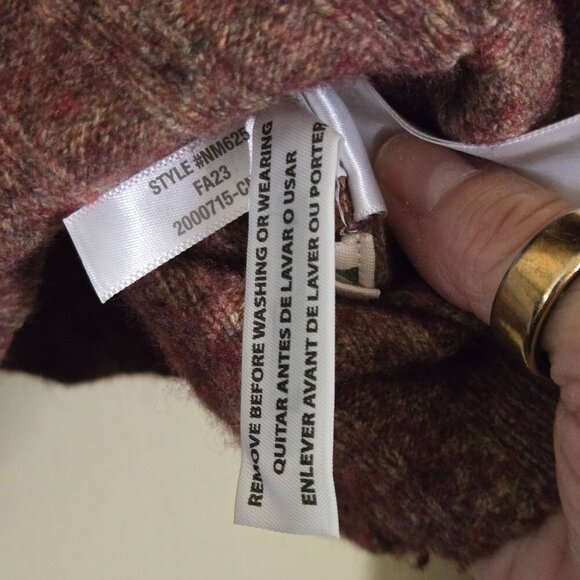 STYLE #NM625
FA23
2000715-C
REMOVE BEFORE WASHING OR WEARING
QUITAR ANTES DE LAVAR O USAR
ENLEVER AVANT DE LAVER OU PORTER